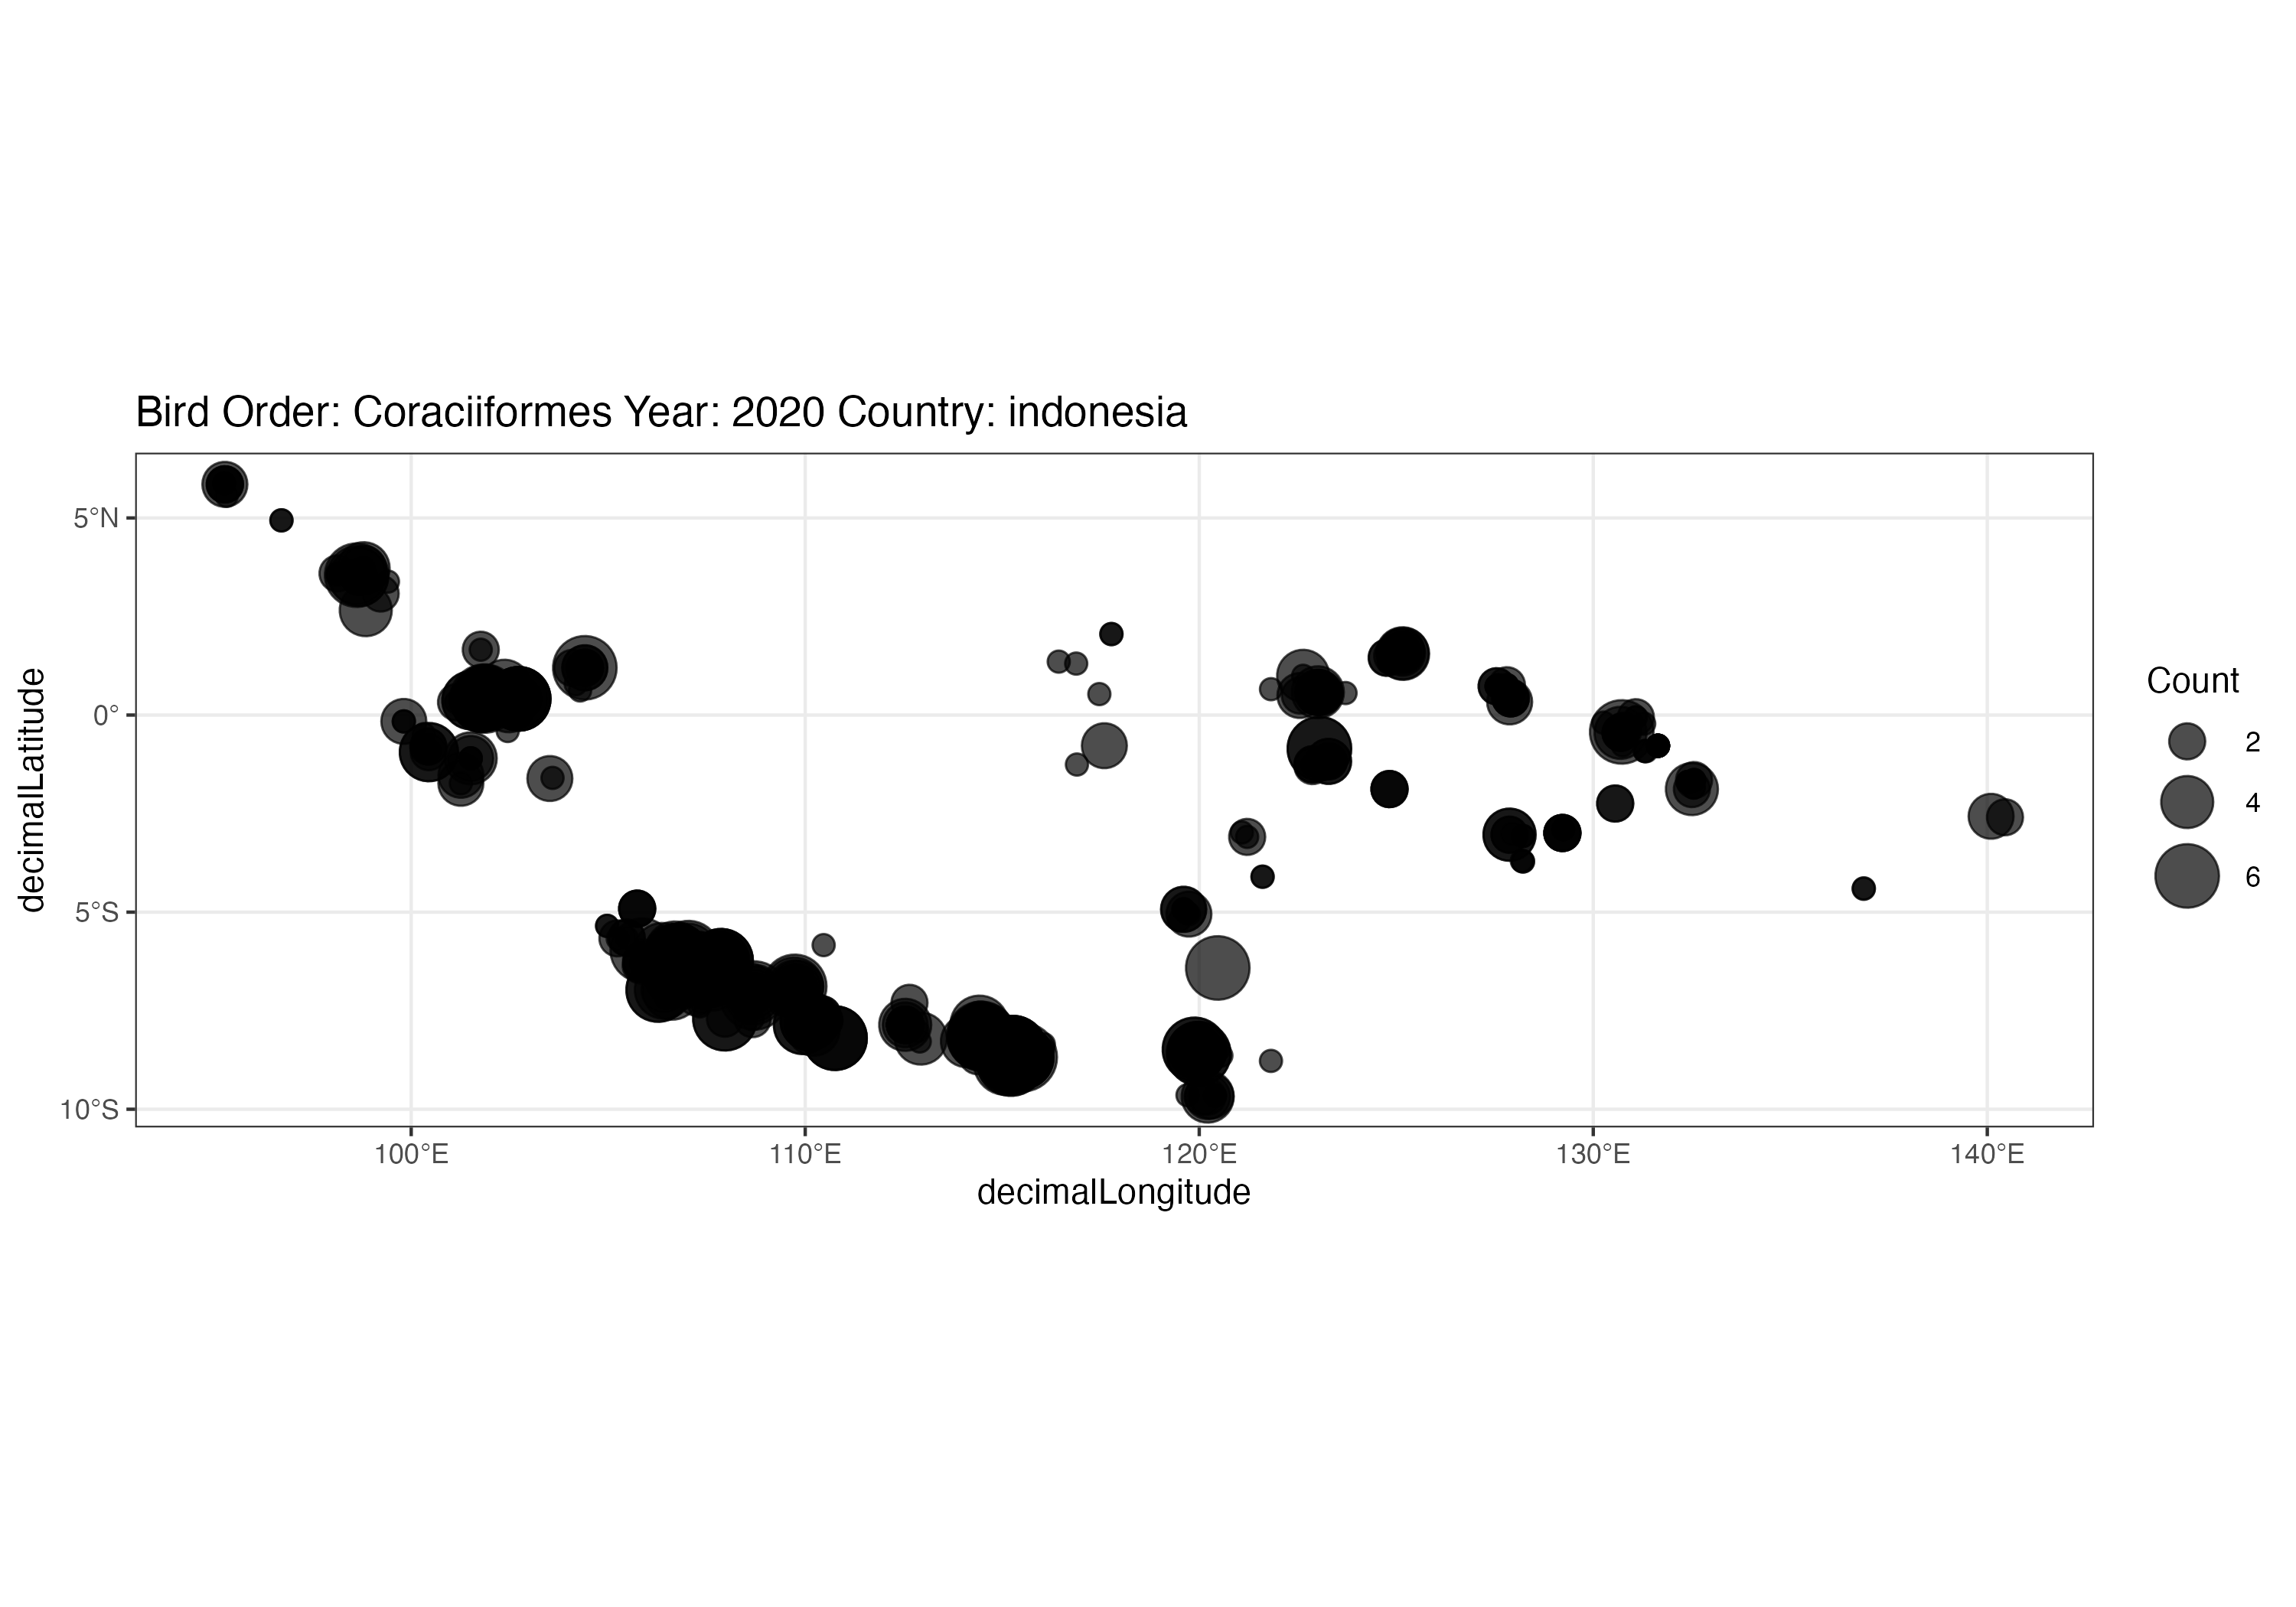 Bird Order: Coraciiformes Year: 2020 Country: indonesia
5°N
0°
5°S
10°S
decimalLatitude
100°E
110°E
120°E
130°E
140°E
decimalLongitude
Count
2
4
6